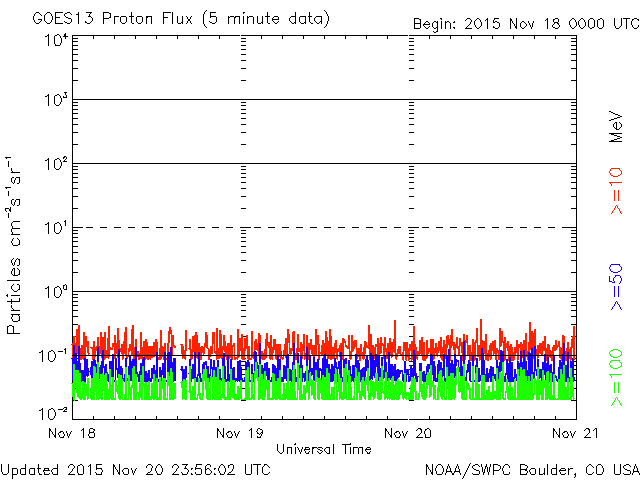 GOES13 Proton Flux (5 minute data)
Begin: 2015 Nov 18 0000 UTC
Particles cm⁻²s⁻¹sr⁻¹
10⁴
10³
10²
10¹
10⁰
10⁻¹
10⁻²
Nov 18
Nov 19
Nov 20
Nov 21
Universal Time
MeV
>=10
>=50
>=100
Updated 2015 Nov 20 23:56:02 UTC
NOAA/SWPC Boulder, CO USA